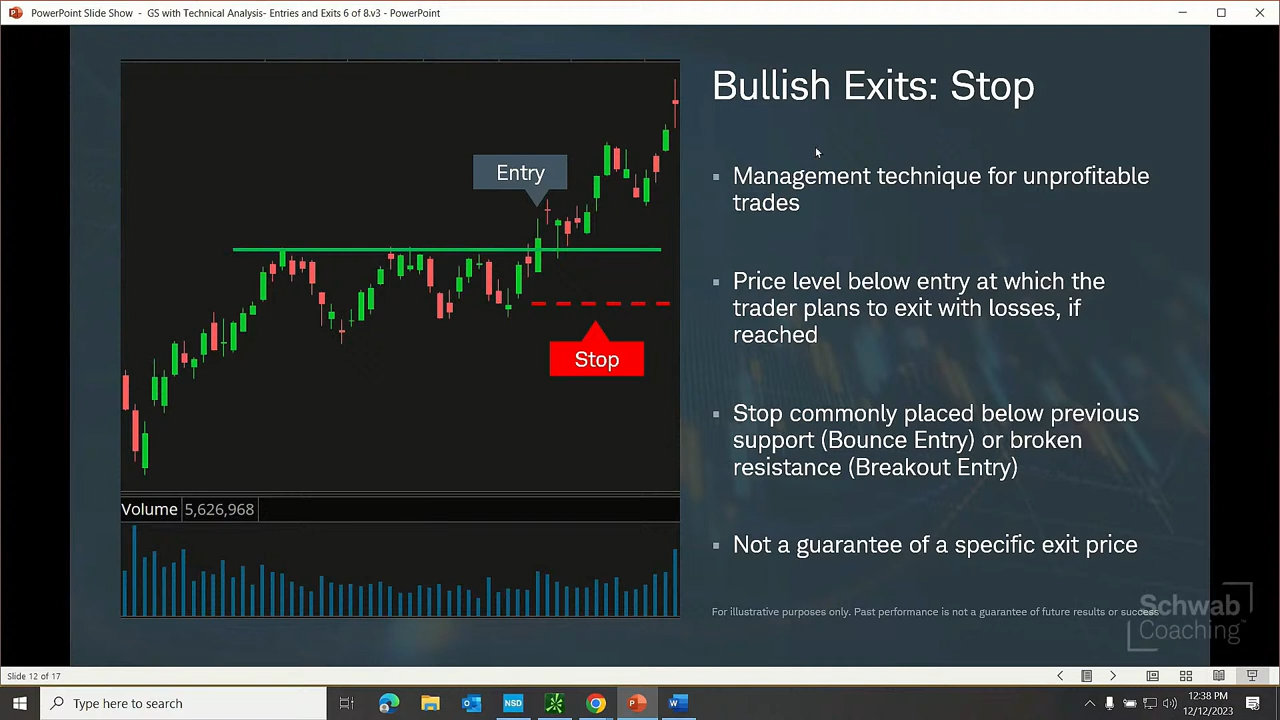 PowerPoint Slide Show - GS with Technical Analysis- Entries and Exits 6 of 8.v3 - PowerPoint
Bullish Exits: Stop
Entry
Stop
Volume 5,626,968
▪ Management technique for unprofitable
trades
▪ Price level below entry at which the
trader plans to exit with losses, if
reached
▪ Stop commonly placed below previous
support (Bounce Entry) or broken
resistance (Breakout Entry)
▪ Not a guarantee of a specific exit price
For illustrative purposes only. Past performance is not a guarantee of future results or success
Schwab
Coaching™
Slide 12 of 17
Type here to search
NSD
12:38 PM
12/12/2023